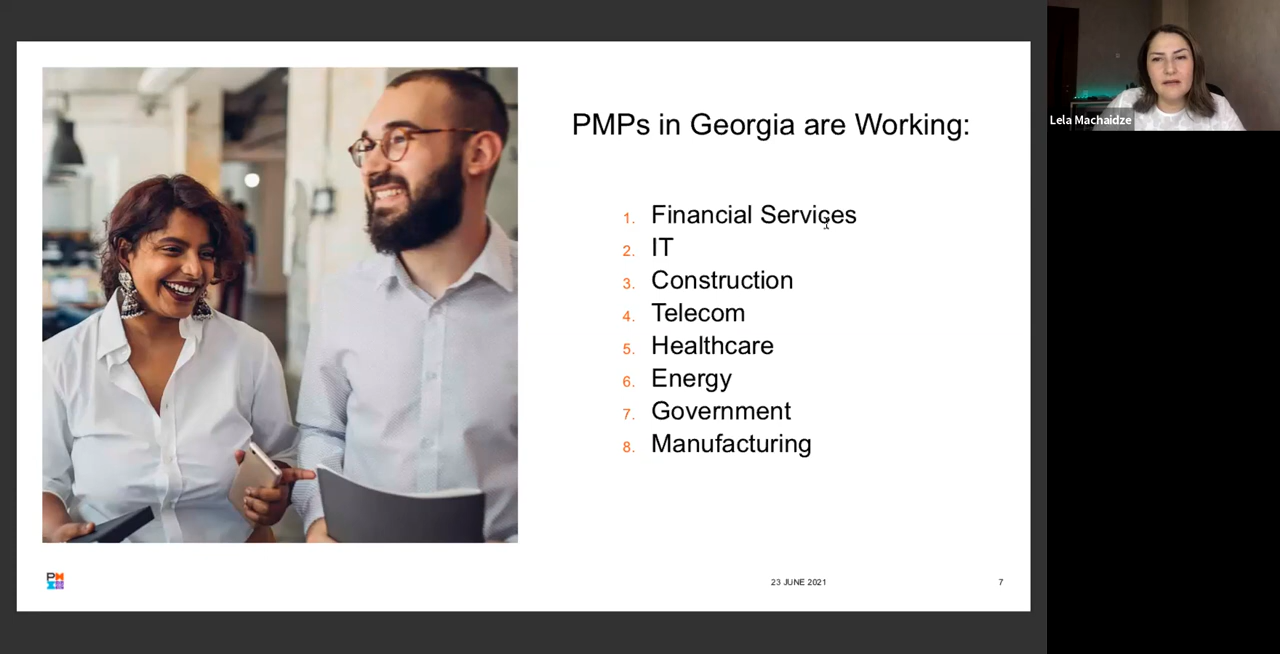 PMPs in Georgia are Working:
1. Financial Services
2. IT
3. Construction
4. Telecom
5. Healthcare
6. Energy
7. Government
8. Manufacturing
23 JUNE 2021
7
Lela Machaidze